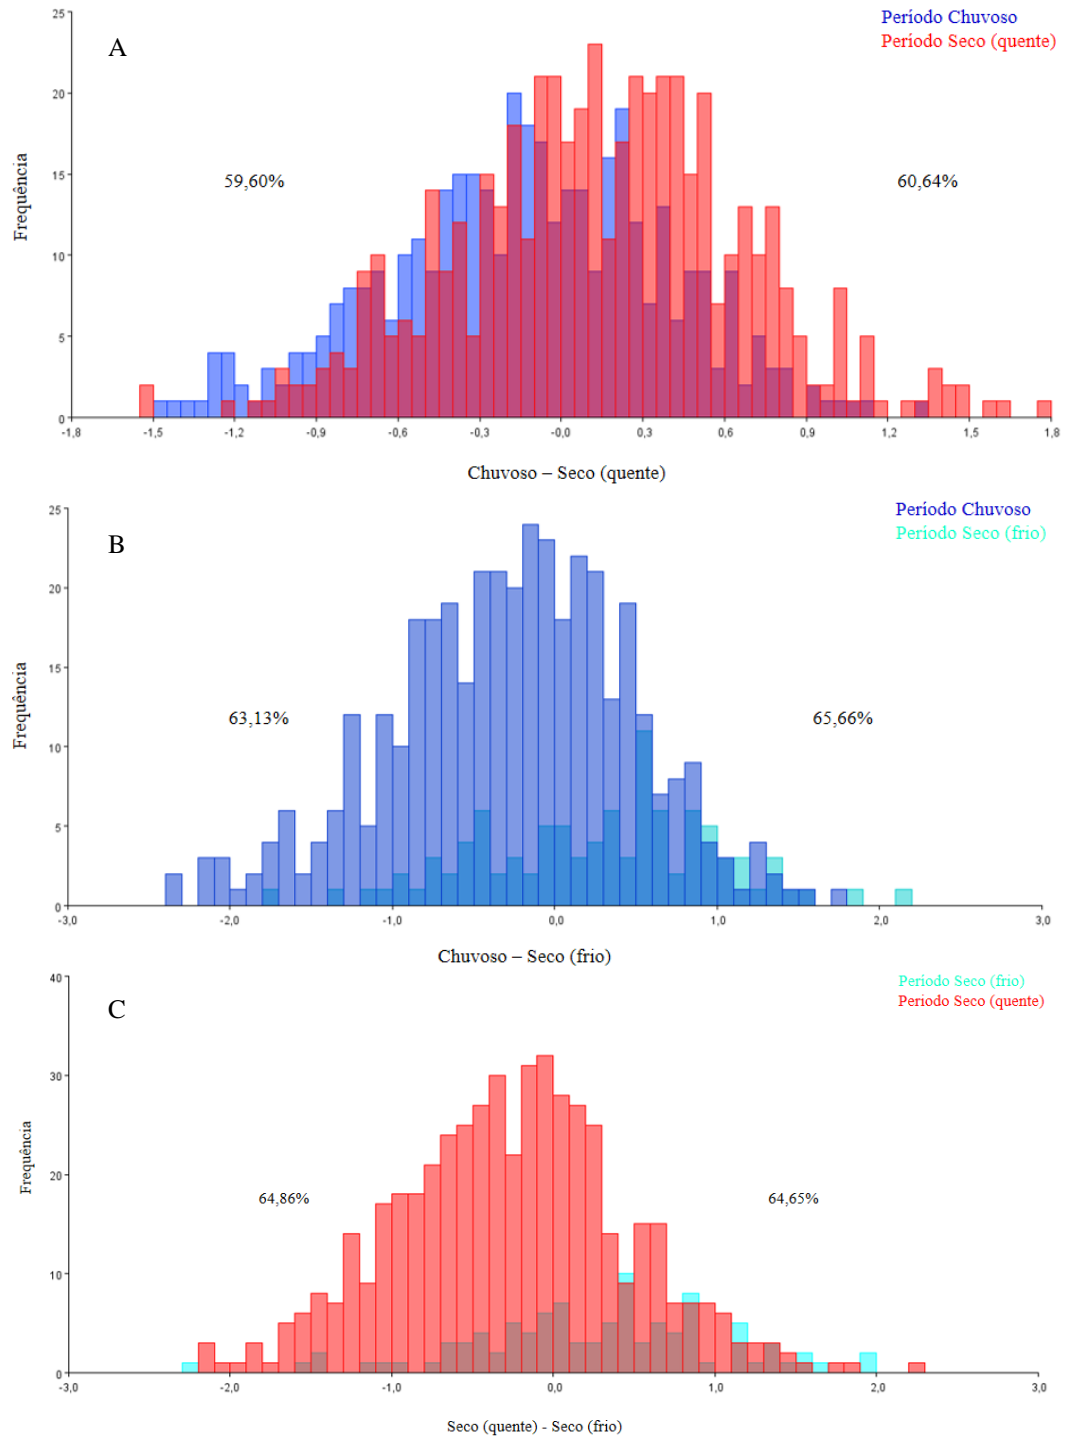 A
Período Chuvoso
Período Seco (quente)
25
20
15
10
5
0
Frequência
59,60%
60,64%
-1,8 -1,5 -1,2 -0,9 -0,6 -0,3 -0,0 0,3 0,6 0,9 1,2 1,5 1,8
Chuvoso – Seco (quente)
B
Período Chuvoso
Período Seco (frio)
25
20
15
10
5
0
Frequência
63,13%
65,66%
-3,0 -2,0 -1,0 0,0 1,0 2,0 3,0
Chuvoso – Seco (frio)
C
Período Seco (frio)
Periodo Seco (quente)
40
30
20
10
0
Frequência
64,86%
64,65%
-3,0 -2,0 -1,0 0,0 1,0 2,0 3,0
Seco (quente) - Seco (frio)